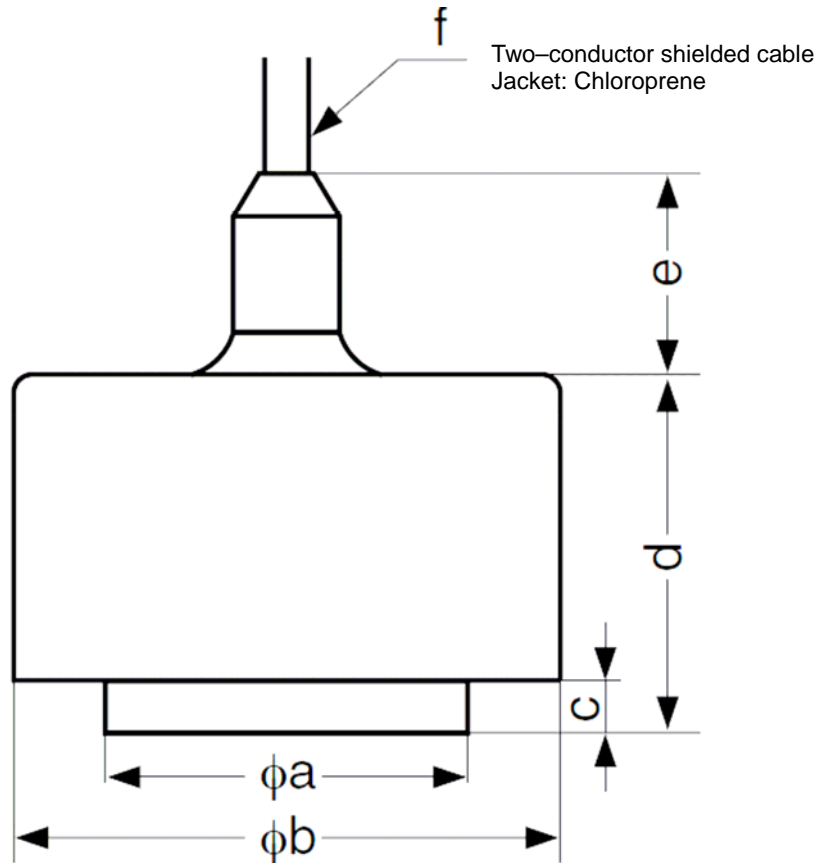 f
Two–conductor shielded cable
Jacket: Chloroprene
e
d
c
ϕa
ϕb